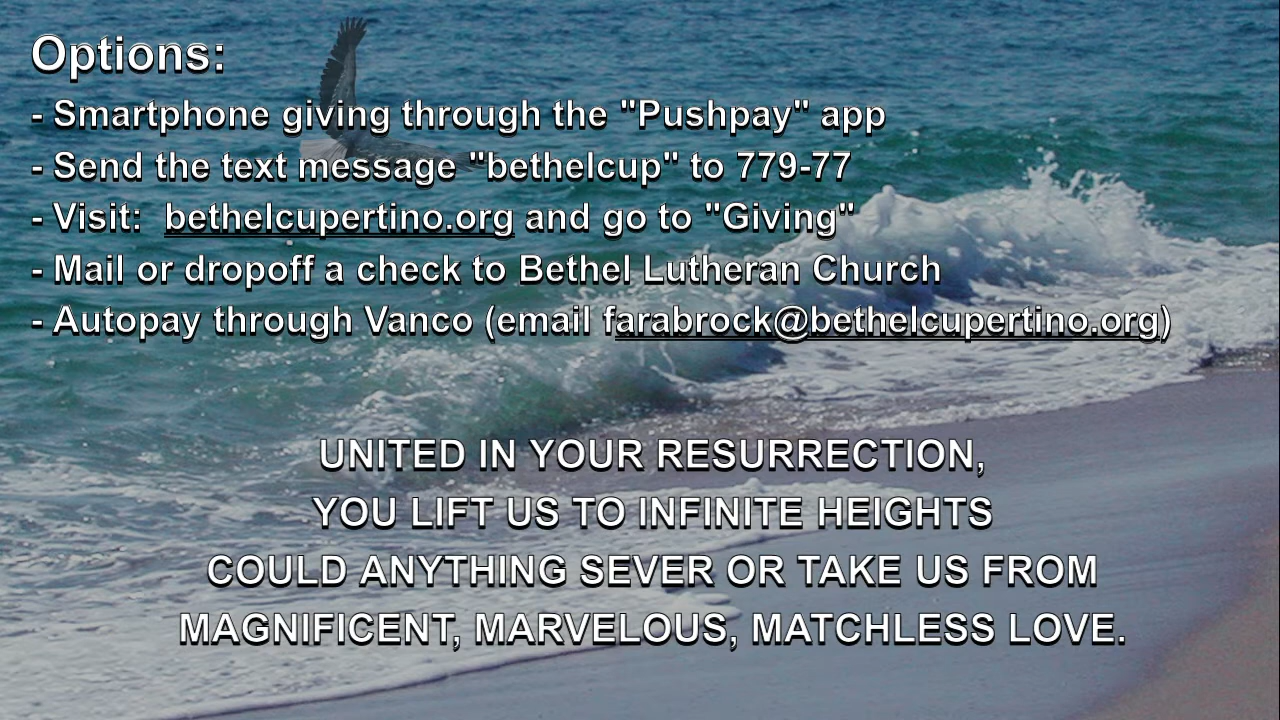 Options:
- Smartphone giving through the "Pushpay" app
- Send the text message "bethelcup" to 779-77
- Visit:  bethelcupertino.org and go to "Giving"
- Mail or dropoff a check to Bethel Lutheran Church
- Autopay through Vanco (email farabrock@bethelcupertino.org)
UNITED IN YOUR RESURRECTION,
YOU LIFT US TO INFINITE HEIGHTS
COULD ANYTHING SEVER OR TAKE US FROM
MAGNIFICENT, MARVELOUS, MATCHLESS LOVE.